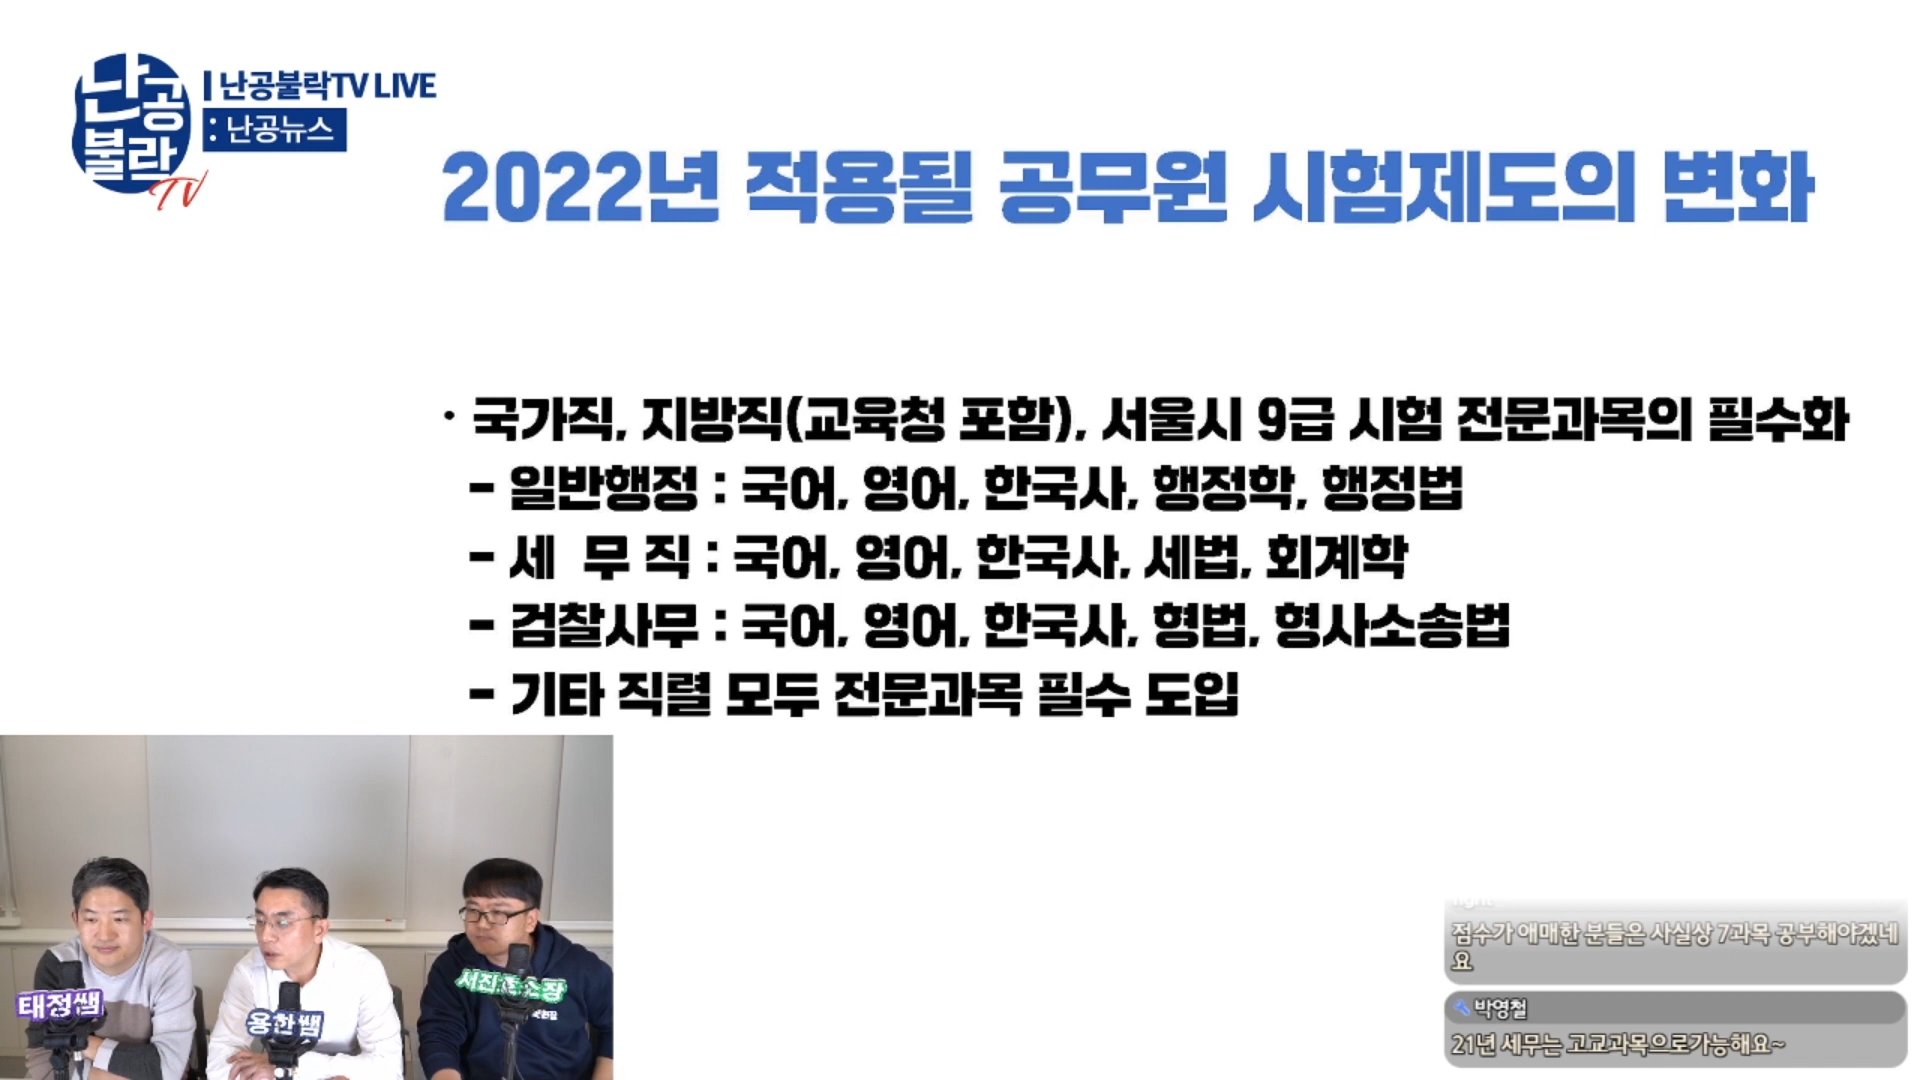 난공불락
TV
난공불락TV LIVE
: 난공뉴스
2022년 적용될 공무원 시험제도의 변화
· 국가직, 지방직(교육청 포함), 서울시 9급 시험 전문과목의 필수화
- 일반행정 : 국어, 영어, 한국사, 행정학, 행정법
- 세 무 직 : 국어, 영어, 한국사, 세법, 회계학
- 검찰사무 : 국어, 영어, 한국사, 형법, 형사소송법
- 기타 직렬 모두 전문과목 필수 도입
태정쌤
용한쌤
점수가 애매한 분들은 사실상 7과목 공부해야겠네
요
박영철
21년 세무는 고교과목으로가능해요~